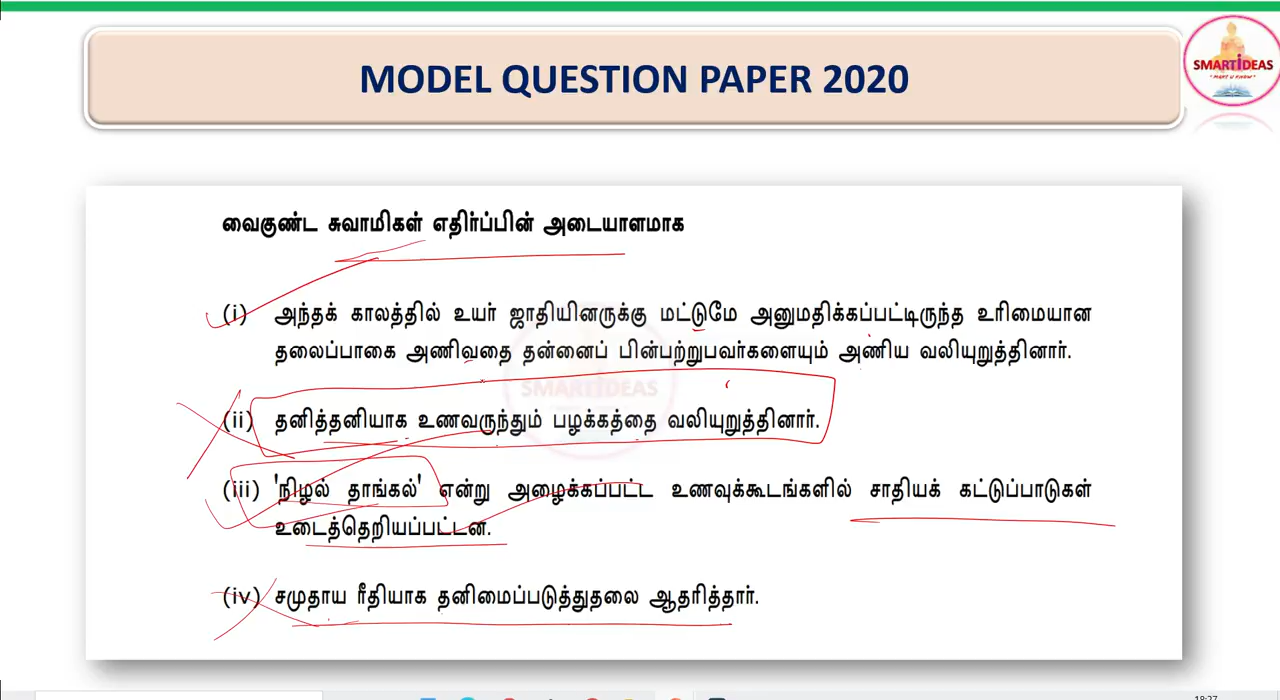 MODEL QUESTION PAPER 2020
SMARTIDEAS
வைகுண்ட சுவாமிகள் எதிர்ப்பின் அடையாளமாக
(i) அந்தக் காலத்தில் உயர் ஜாதியினருக்கு மட்டுமே அனுமதிக்கப்பட்டிருந்த உரிமையான
தலைப்பாகை அணிவதை தன்னைப் பின்பற்றுபவர்களையும் அணிய வலியுறுத்தினார்.
SMARTIDEAS
(ii) தனித்தனியாக உணவருந்தும் பழக்கத்தை வலியுறுத்தினார்.
(iii) 'நிழல் தாங்கல்' என்று அழைக்கப்பட்ட உணவுக்கூடங்களில் சாதியக் கட்டுப்பாடுகள்
உடைத்தெறியப்பட்டன.
(iv) சமுதாய ரீதியாக தனிமைப்படுத்துதலை ஆதரித்தார்.
18:27